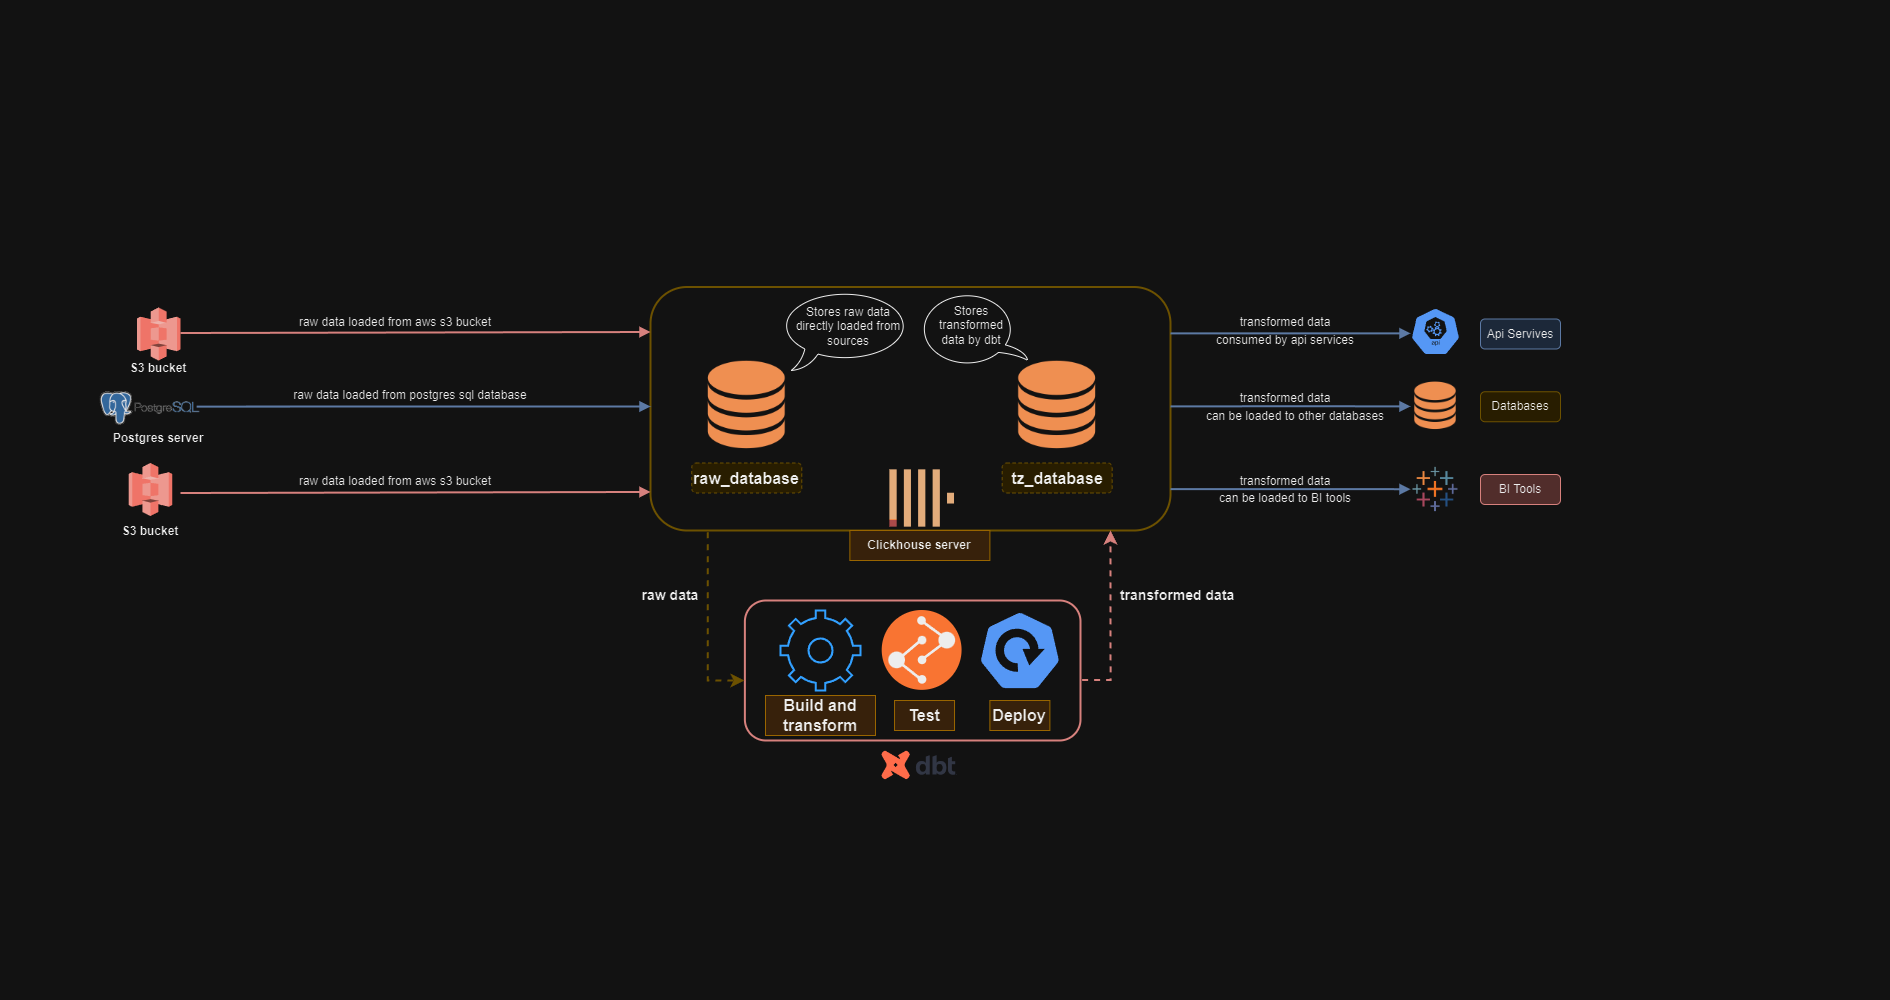 S3 bucket
raw data loaded from aws s3 bucket
PostgreSQL
Postgres server
raw data loaded from postgres sql database
S3 bucket
raw data loaded from aws s3 bucket
Stores raw data
directly loaded from
sources
Stores
transformed
data by dbt
raw_database
tz_database
Clickhouse server
transformed data
consumed by api services
api
Api Servives
transformed data
can be loaded to other databases
Databases
transformed data
can be loaded to BI tools
BI Tools
raw data
transformed data
Build and
transform
Test
Deploy
dbt